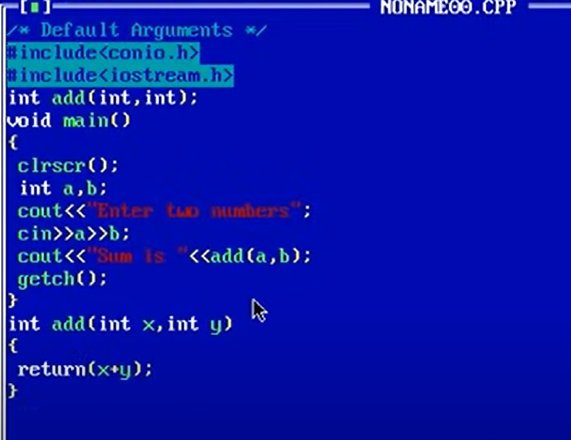 [■] NONAME00.CPP
/* Default Arguments */
#include<conio.h>
#include<iostream.h>
int add(int,int);
void main()
{
clrscr();
int a,b;
cout<<"Enter two numbers";
cin>>a>>b;
cout<<"Sum is "<<add(a,b);
getch();
}
int add(int x,int y)
{
return(x+y);
}